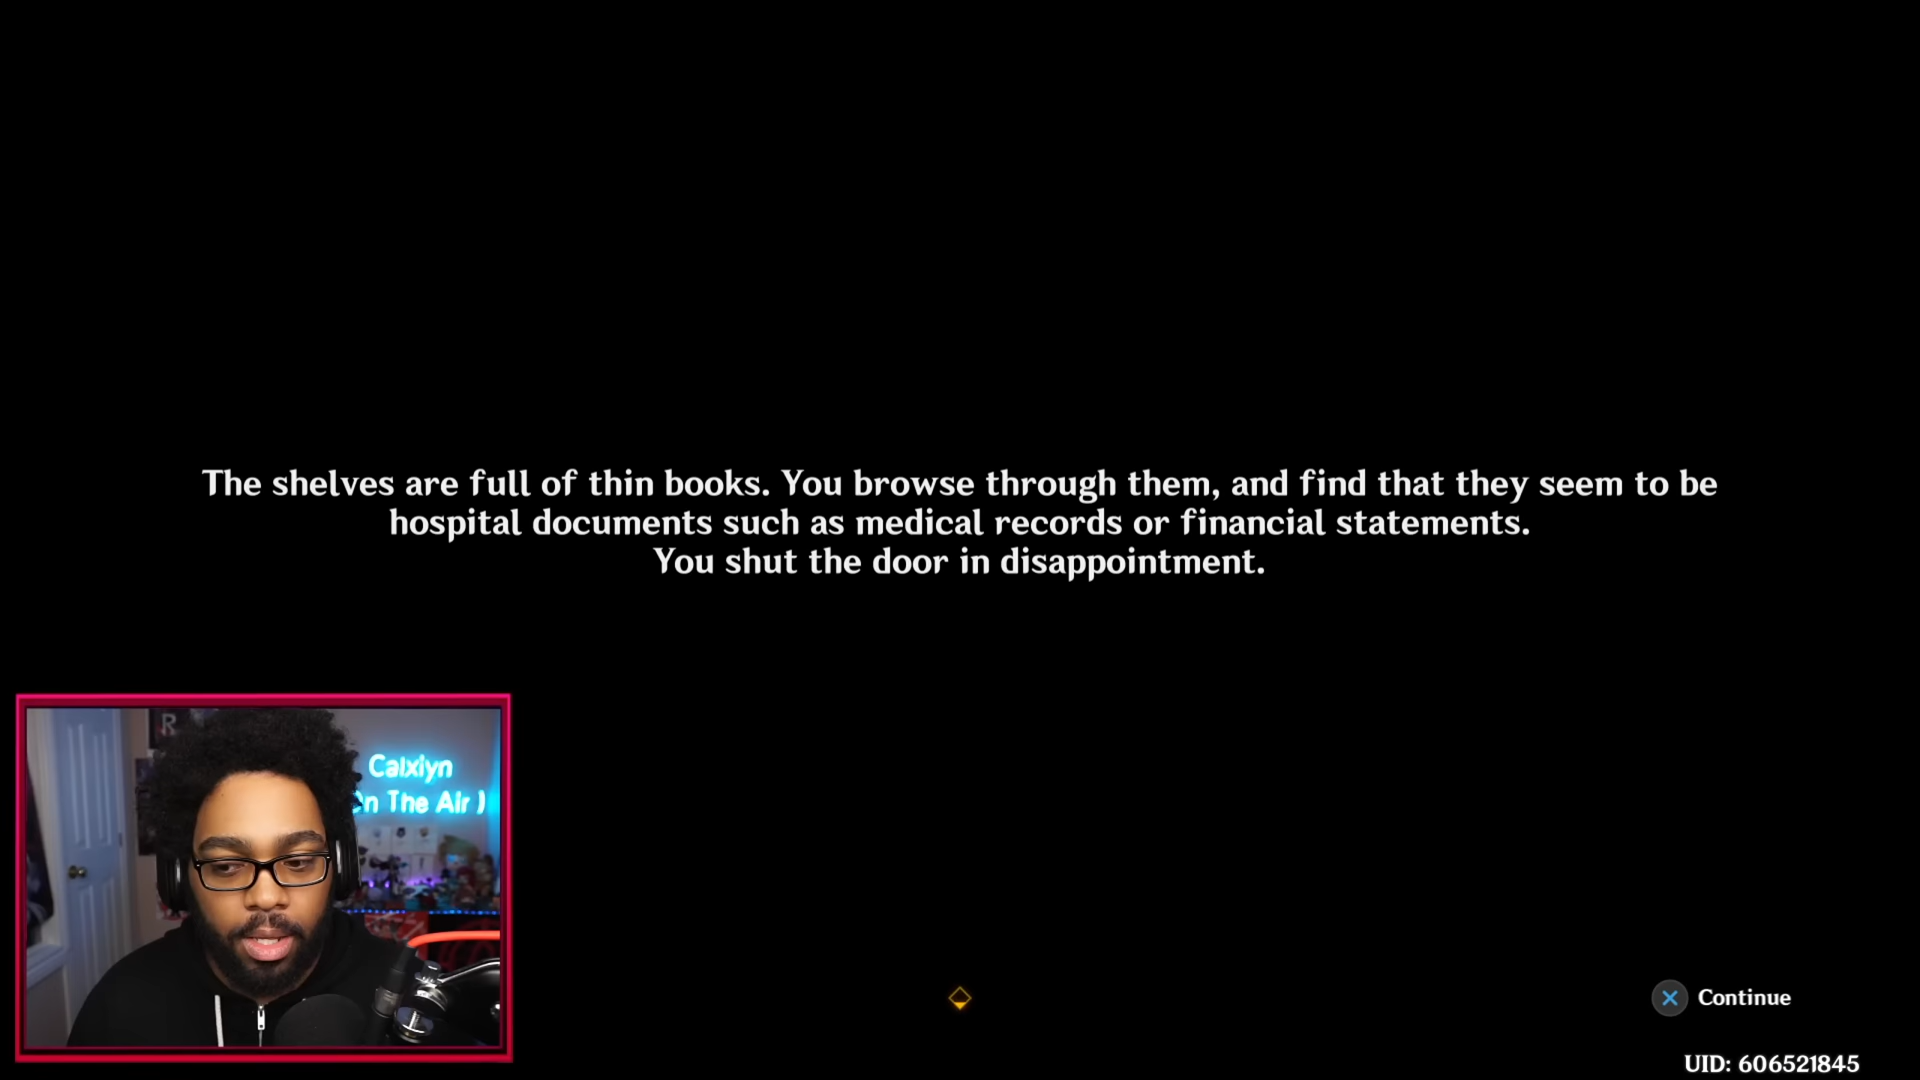 The shelves are full of thin books. You browse through them, and find that they seem to be
hospital documents such as medical records or financial statements.
You shut the door in disappointment.
R
Calxiyn
On The Air )
Continue
UID: 606521845